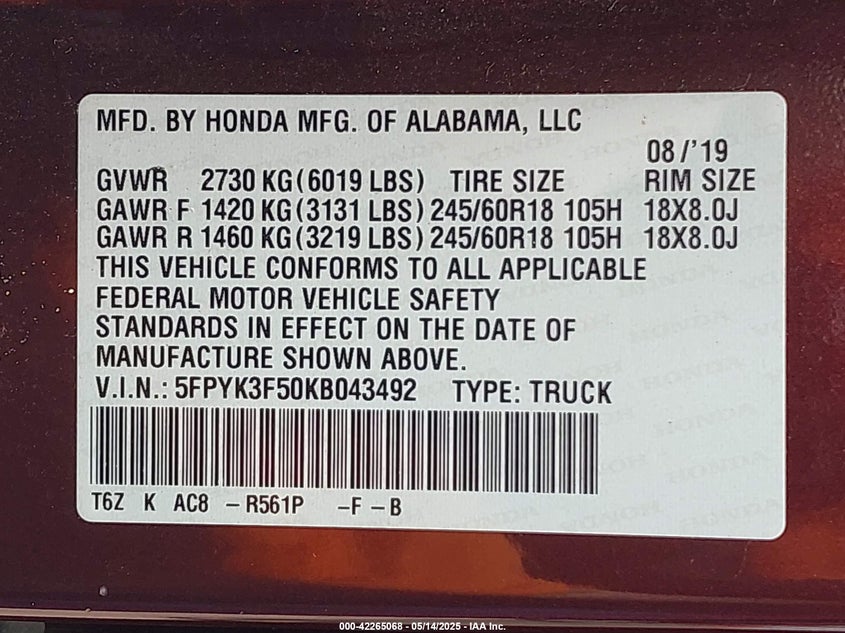 MFD. BY HONDA MFG. OF ALABAMA, LLC
08/'19
GVWR 2730 KG (6019 LBS) TIRE SIZE RIM SIZE
GAWR F 1420 KG (3131 LBS) 245/60R18 105H 18X8.0J
GAWR R 1460 KG (3219 LBS) 245/60R18 105H 18X8.0J
THIS VEHICLE CONFORMS TO ALL APPLICABLE
FEDERAL MOTOR VEHICLE SAFETY
STANDARDS IN EFFECT ON THE DATE OF
MANUFACTURE SHOWN ABOVE.
V.I.N.: 5FPYK3F50KB043492 TYPE: TRUCK
T6Z K AC8 - R561P - F - B
000-42265068 - 05/14/2025 - IAA Inc.